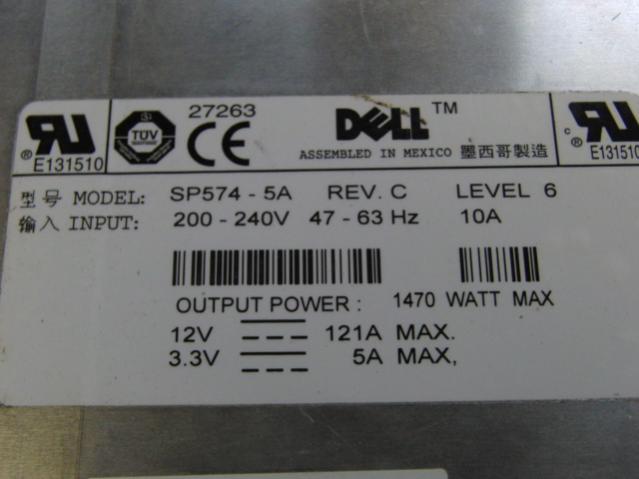 27263
DELL™
ASSEMBLED IN MEXICO 墨西哥製造
® E131510
TÜV
CE
c ® E131510
型号 MODEL: SP574 - 5A REV. C LEVEL 6
输入 INPUT: 200 - 240V 47 - 63 Hz 10A
OUTPUT POWER : 1470 WATT MAX
12V 121A MAX.
3.3V 5A MAX,